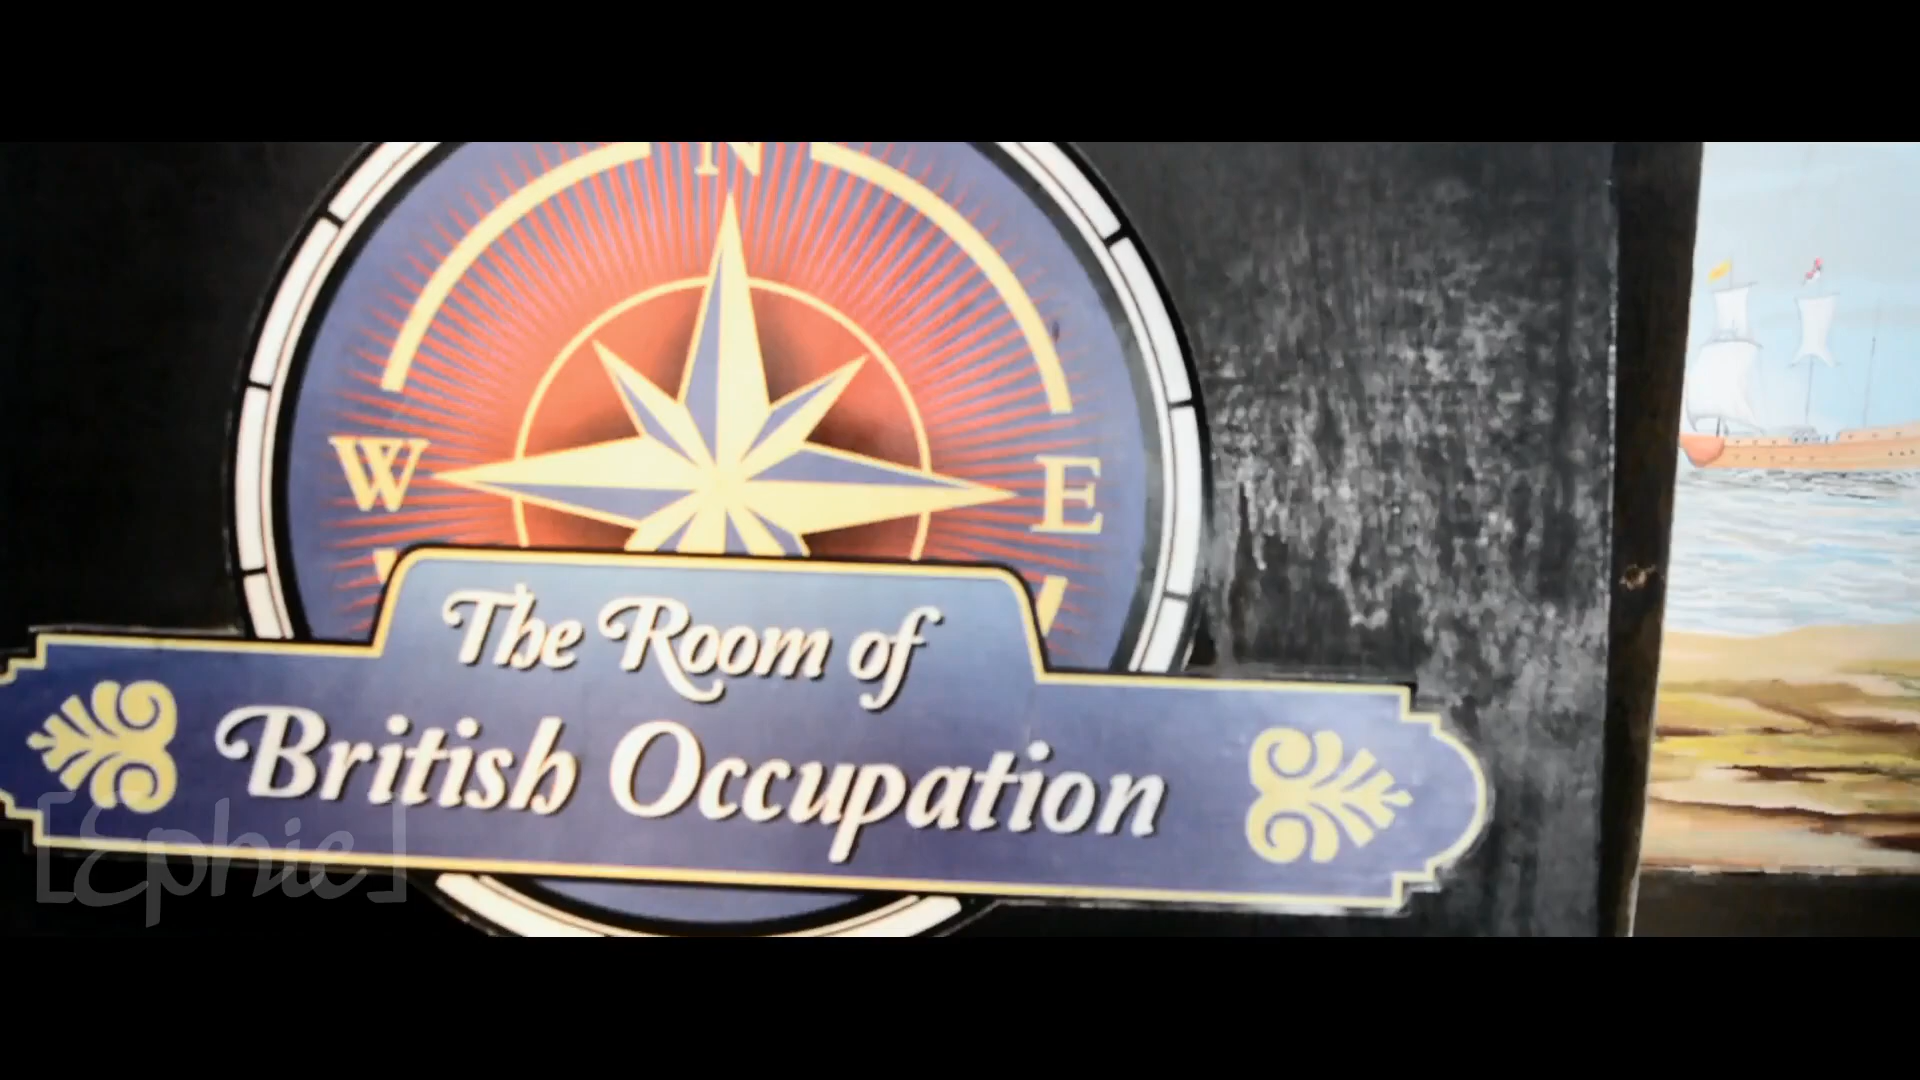 N
W
E
The Room of
British Occupation
[Ephie]